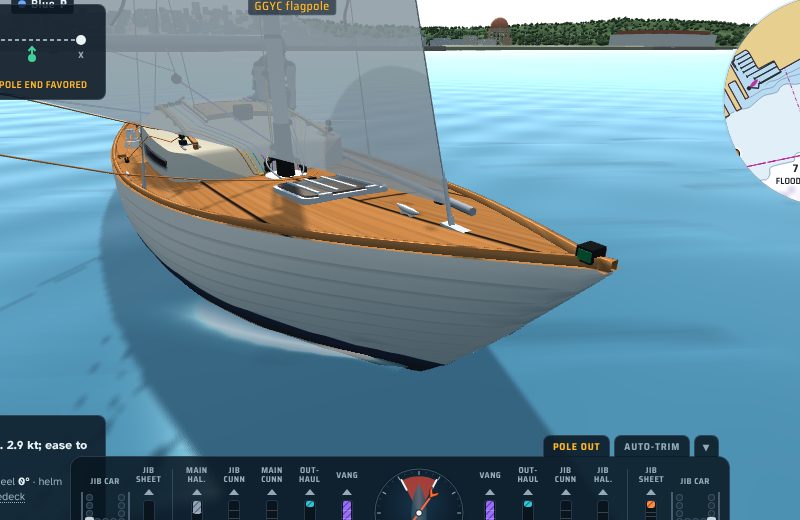 GGYC flagpole
X
POLE END FAVORED
7
FLOOD
. 2.9 kt; ease to
eel 0° · helm
edeck
POLE OUT
AUTO-TRIM
JIB CAR
JIB SHEET
MAIN HAL.
JIB CUNN
MAIN CUNN
OUT-HAUL
VANG
VANG
OUT-HAUL
JIB CUNN
JIB HAL.
JIB SHEET
JIB CAR